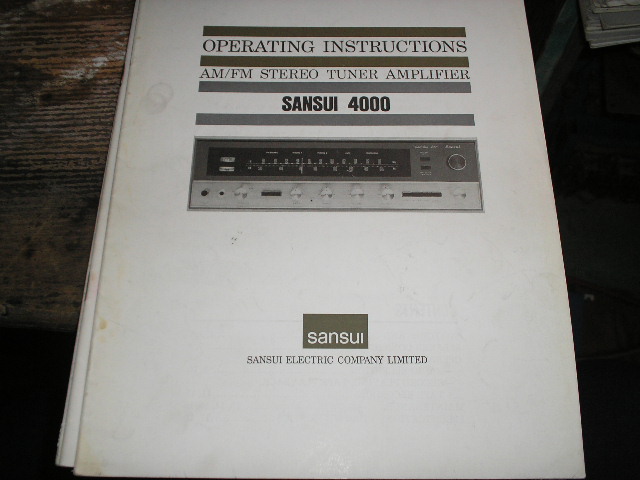 OPERATING INSTRUCTIONS
AM/FM STEREO TUNER AMPLIFIER
SANSUI 4000
sansui
SANSUI ELECTRIC COMPANY LIMITED